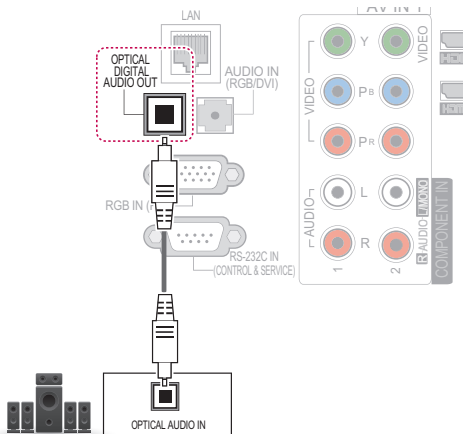 LAN
OPTICAL
DIGITAL
AUDIO OUT
AUDIO IN
(RGB/DVI)
RGB IN
RS-232C IN
(CONTROL & SERVICE)
OPTICAL AUDIO IN
AV IN 1
VIDEO
Y
VIDEO
PB
PR
AUDIO
L
R
L/MONO
AUDIO
R
1
2
COMPONENT IN